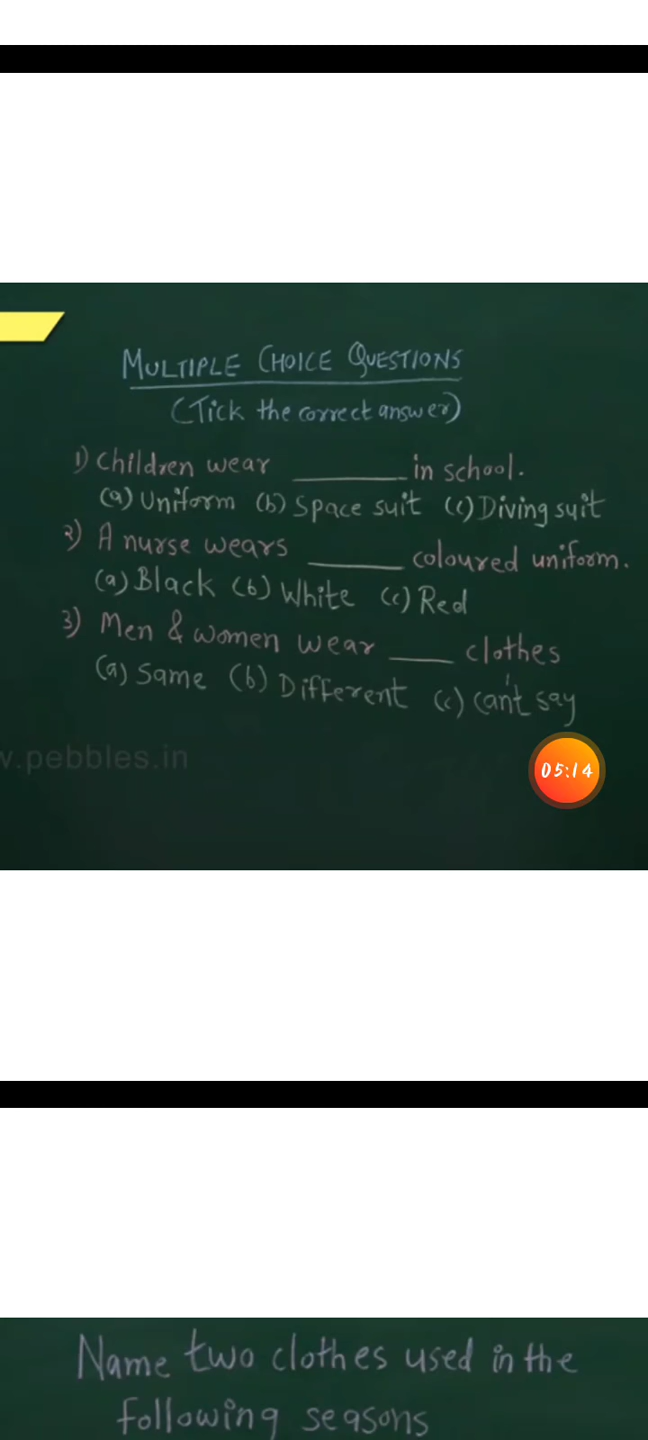 MULTIPLE CHOICE QUESTIONS
(Tick the correct answer)
1) Children wear ________ in school.
(a) Uniform (b) Space suit (c) Diving suit
2) A nurse wears ________ coloured uniform.
(a) Black (b) White (c) Red
3) Men & women wear ____ clothes
(a) Same (b) Different (c) can't say
v.pebbles.in
05:14
Name two clothes used in the
following seasons